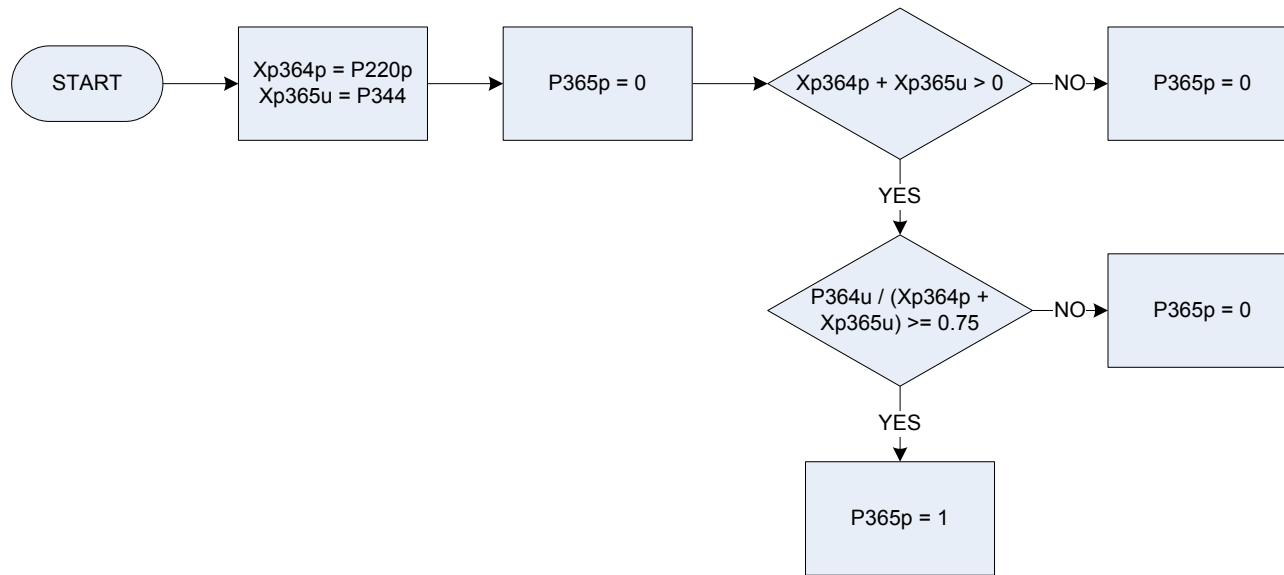 START
Xp364p = P220p
Xp365u = P344
P365p = 0
Xp364p + Xp365u > 0
NO
P365p = 0
YES
P364u / (Xp364p +
Xp365u) >= 0.75
NO
P365p = 0
YES
P365p = 1